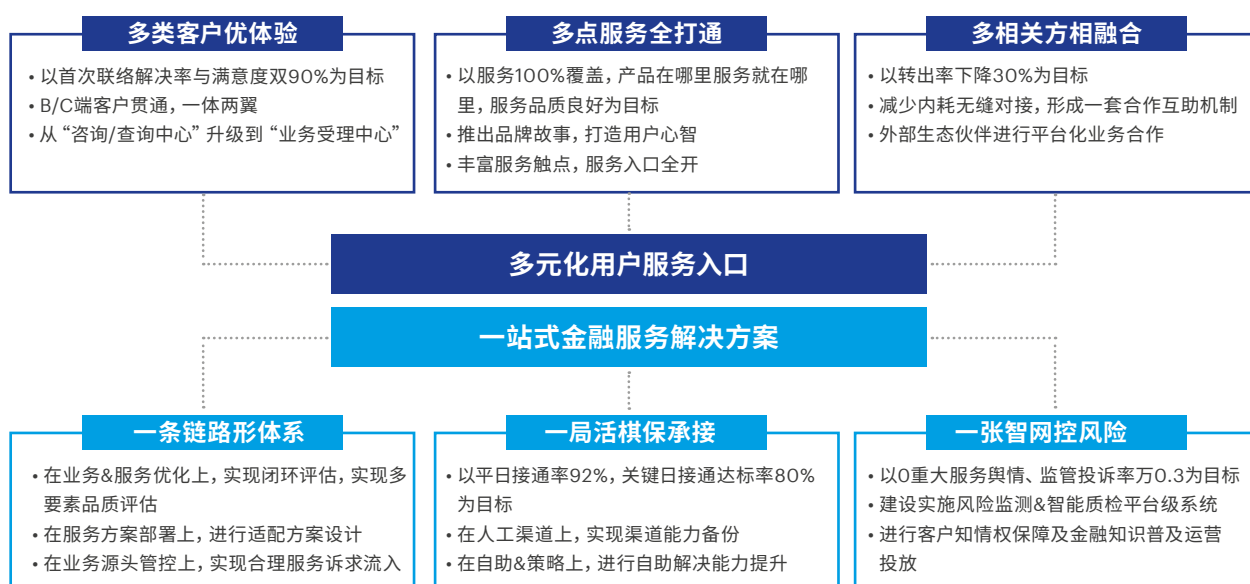 多类客户优体验
• 以首次联络解决率与满意度双90%为目标
• B/C端客户贯通，一体两翼
• 从“咨询/查询中心”升级到“业务受理中心”
多点服务全打通
• 以服务100%覆盖，产品在哪里服务就在哪
里，服务品质良好为目标
• 推出品牌故事，打造用户心智
• 丰富服务触点，服务入口全开
多相关方相融合
• 以转出率下降30%为目标
• 减少内耗无缝对接，形成一套合作互助机制
• 外部生态伙伴进行平台化业务合作
多元化用户服务入口
一站式金融服务解决方案
一条链路形体系
• 在业务&服务优化上，实现闭环评估，实现多
要素品质评估
• 在服务方案部署上，进行适配方案设计
• 在业务源头管控上，实现合理服务诉求流入
一局活棋保承接
• 以平日接通率92%，关键日接通达标率80%
为目标
• 在人工渠道上，实现渠道能力备份
• 在自助&策略上，进行自助解决能力提升
一张智网控风险
• 以0重大服务舆情、监管投诉率万0.3为目标
• 建设实施风险监测&智能质检平台级系统
• 进行客户知情权保障及金融知识普及运营
投放